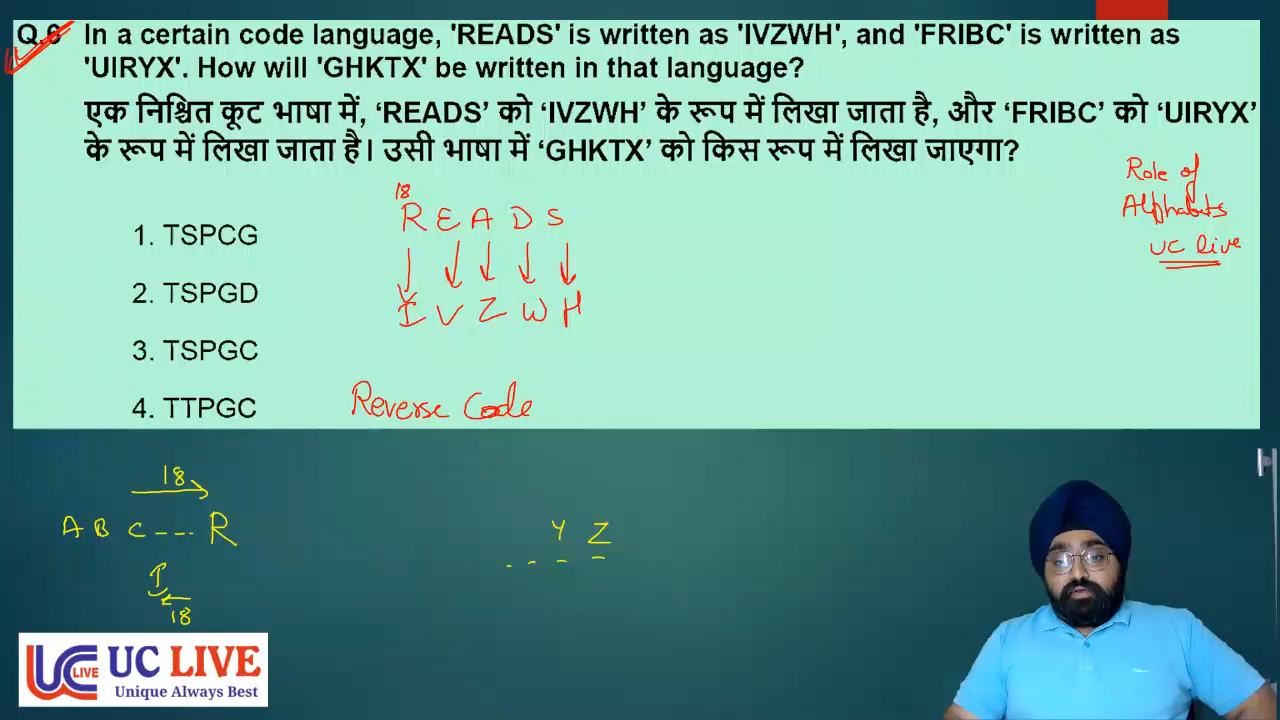 Q.6 In a certain code language, 'READS' is written as 'IVZWH', and 'FRIBC' is written as
'UIRYX'. How will 'GHKTX' be written in that language?
एक निश्चित कूट भाषा में, 'READS' को 'IVZWH' के रूप में लिखा जाता है, और 'FRIBC' को 'UIRYX'
के रूप में लिखा जाता है। उसी भाषा में 'GHKTX' को किस रूप में लिखा जाएगा?
Role of
Alphabets
UC Live
18
R E A D S
I V Z W H
1. TSPCG
2. TSPGD
3. TSPGC
4. TTPGC
Reverse Code
18
A B C --- R
I
18
Y Z
UC LIVE
LIVE
Unique Always Best